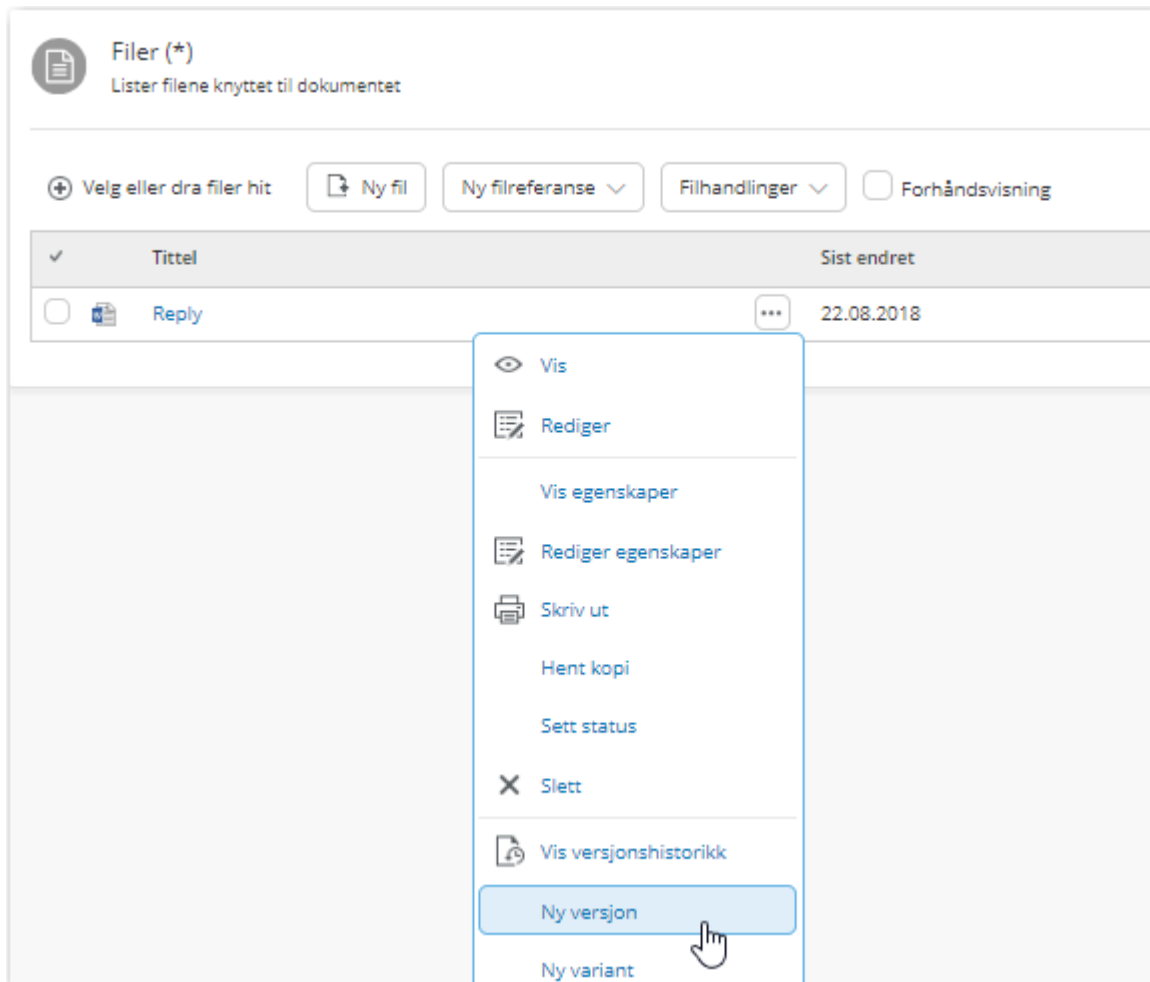 Filer (*)
Lister filene knyttet til dokumentet
Velg eller dra filer hit Ny fil Ny filreferanse Filhandlinger Forhåndsvisning
Tittel Sist endret
Reply ... 22.08.2018
Vis
Rediger
Vis egenskaper
Rediger egenskaper
Skriv ut
Hent kopi
Sett status
Slett
Vis versjonshistorikk
Ny versjon
Ny variant